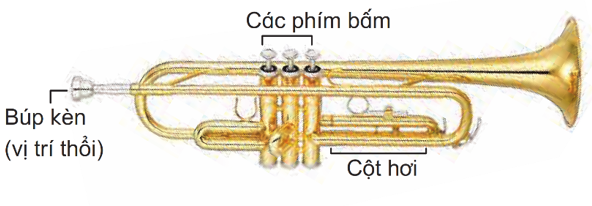 Các phím bấm
Búp kèn
(vị trí thổi)
Cột hơi